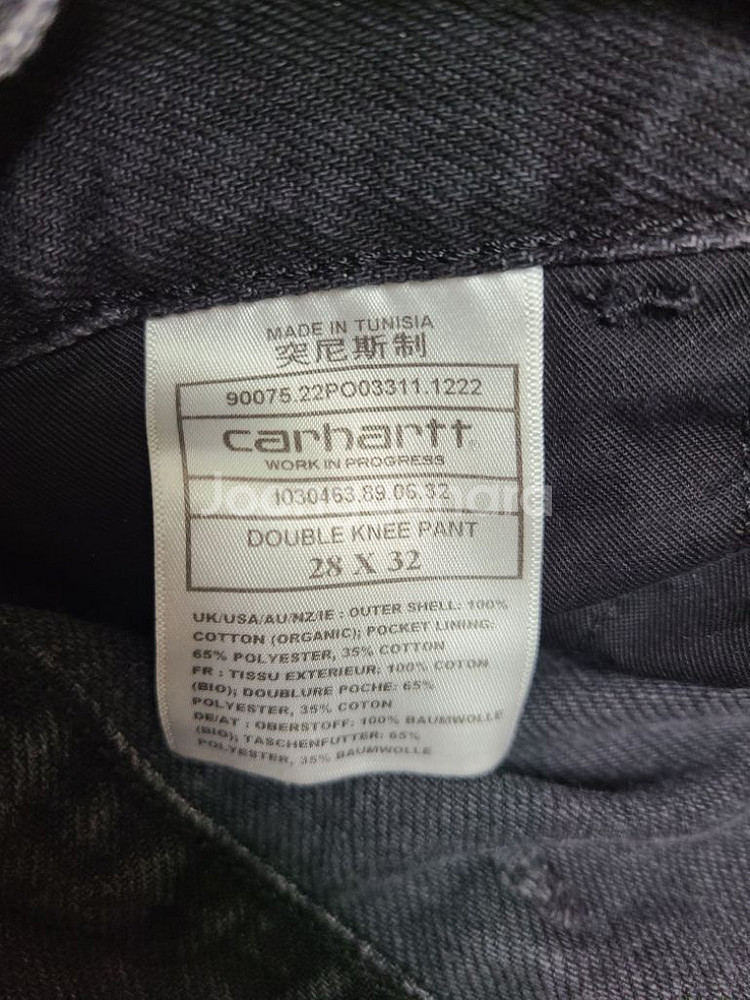 MADE IN TUNISIA
突尼斯制
90075.22PO03311.1222
carhartt
WORK IN PROGRESS
I030463.89.06.32
DOUBLE KNEE PANT
28 X 32
UK/USA/AU/NZ/IE : OUTER SHELL: 100%
COTTON (ORGANIC); POCKET LINING:
65% POLYESTER, 35% COTTON
FR : TISSU EXTERIEUR: 100% COTON
(BIO); DOUBLURE POCHE: 65%
POLYESTER, 35% COTON
DE/AT : OBERSTOFF: 100% BAUMWOLLE
(BIO); TASCHENFUTTER: 65%
POLYESTER, 35% BAUMWOLLE